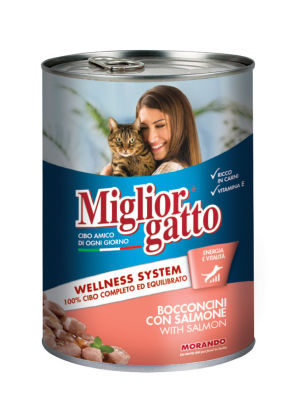 ✓ RICCO
IN CARNI
✓ VITAMINA E
Miglior
gatto
CIBO AMICO
DI OGNI GIORNO
ENERGIA
E VITALITÀ
WELLNESS SYSTEM
100% CIBO COMPLETO ED EQUILIBRATO
BOCCONCINI
CON SALMONE
WITH SALMON
MORANDO